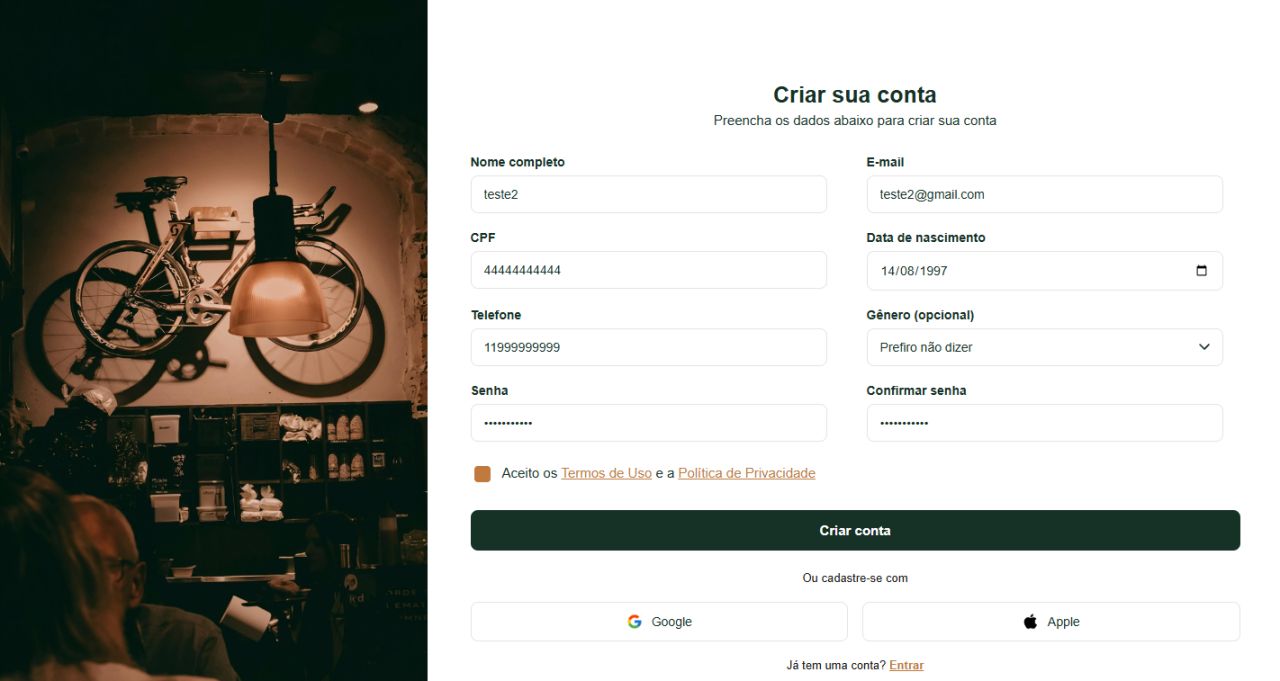 Criar sua conta
Preencha os dados abaixo para criar sua conta
Nome completo
E-mail
teste2
teste2@gmail.com
CPF
Data de nascimento
44444444444
14/08/1997
Telefone
Gênero (opcional)
11999999999
Prefiro não dizer
Senha
Confirmar senha
•••••••••••
•••••••••••
Aceito os Termos de Uso e a Política de Privacidade
Criar conta
Ou cadastre-se com
Google
Apple
Já tem uma conta? Entrar